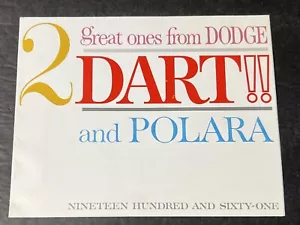 2 great ones from DODGE
DART!!
and POLARA
NINETEEN HUNDRED AND SIXTY-ONE